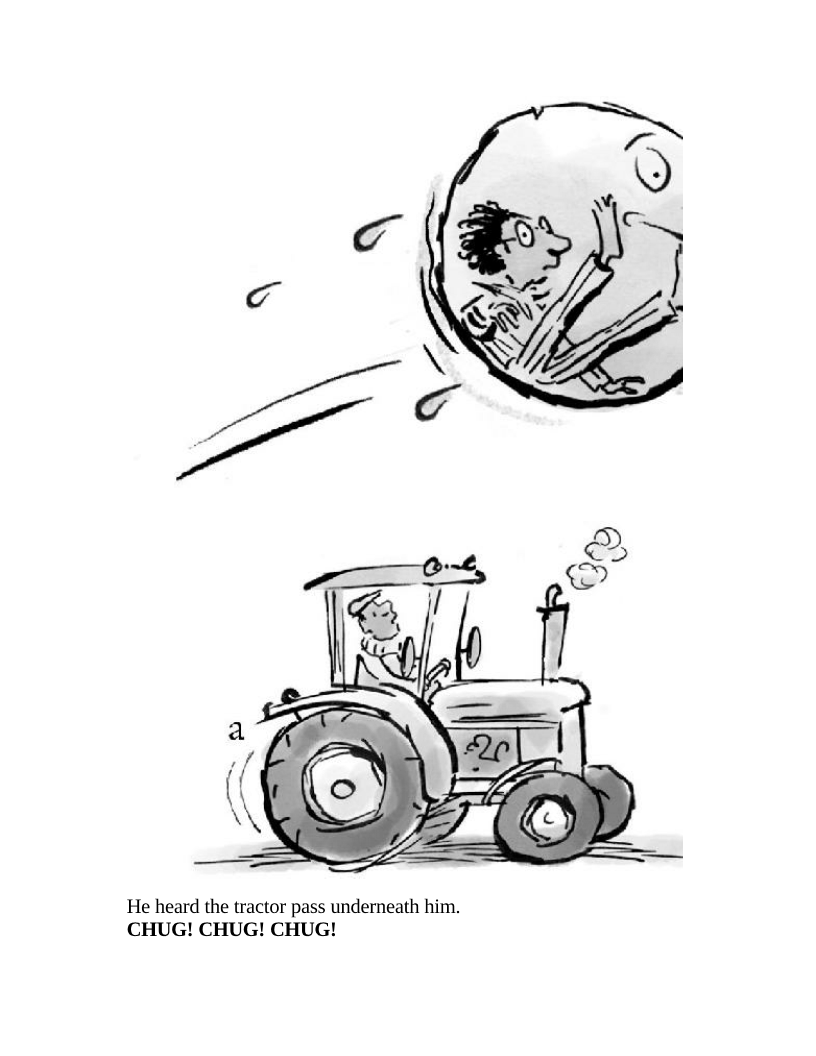 a
He heard the tractor pass underneath him.
CHUG! CHUG! CHUG!